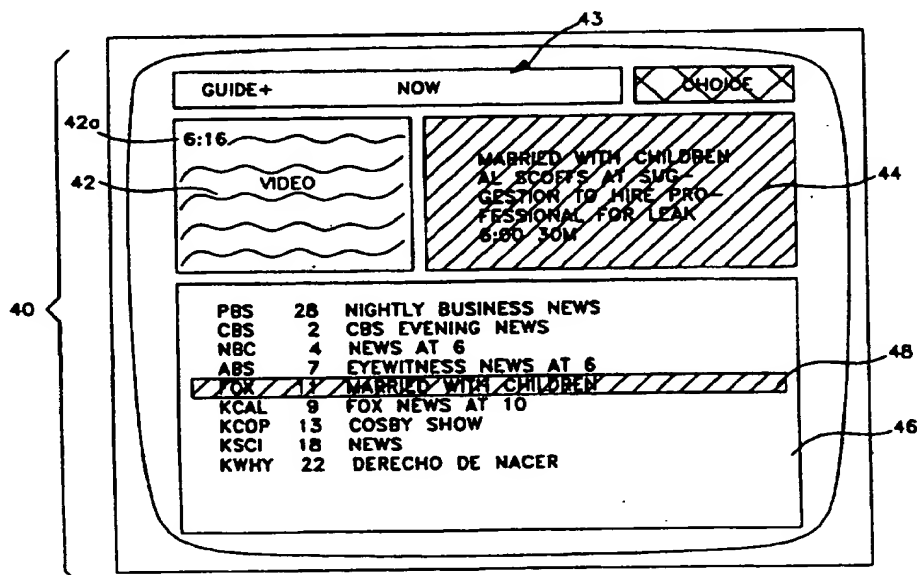 43
GUIDE+ NOW CHOICE
42a
6:16
42
VIDEO
MARRIED WITH CHILDREN
AL SCOFFS AT SUG-
GESTION TO HIRE PRO-
FESSIONAL FOR LEAK
6:00 30M
44
40
PBS 28 NIGHTLY BUSINESS NEWS
CBS 2 CBS EVENING NEWS
NBC 4 NEWS AT 6
ABS 7 EYEWITNESS NEWS AT 6
FOX 11 MARRIED WITH CHILDREN
48
KCAL 9 FOX NEWS AT 10
KCOP 13 COSBY SHOW
46
KSCI 18 NEWS
KWHY 22 DERECHO DE NACER